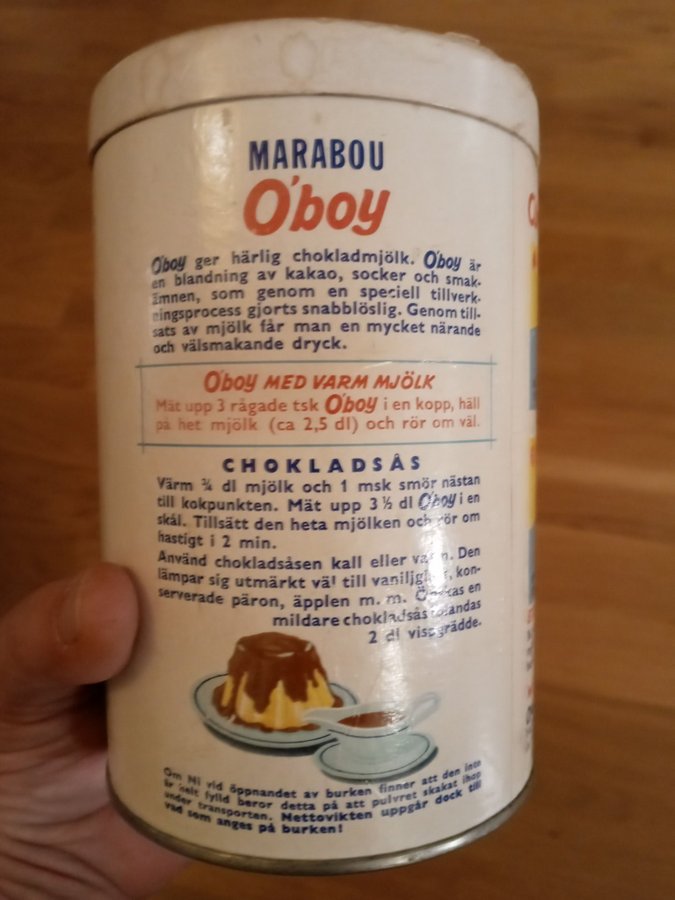 MARABOU
O'boy
O'boy ger härlig chokladmjölk. O'boy är
en blandning av kakao, socker och smak-
ämnen, som genom en speciell tillverk-
ningsprocess gjorts snabblöslig. Genom till-
sats av mjölk får man en mycket närande
och välsmakande dryck.
O'boy MED VARM MJÖLK
Mät upp 3 rågade tsk O'boy i en kopp, häll
på het mjölk (ca 2,5 dl) och rör om väl.
CHOKLADSÅS
Värm ¾ dl mjölk och 1 msk smör nästan
till kokpunkten. Mät upp 3½ dl O'boy i en
skål. Tillsätt den heta mjölken och rör om
hastigt i 2 min.
Använd chokladsåsen kall eller varm. Den
lämpar sig utmärkt väl till vaniljglass, kon-
serverade päron, äpplen m. m. Önskas en
mildare chokladsås blandas
2 dl vispgrädde.
Om Ni vid öppnandet av burken finner att den inte
är helt fylld beror detta på att pulvret skakat ihop
under transporten. Nettovikten uppgår dock till
vad som anges på burken!